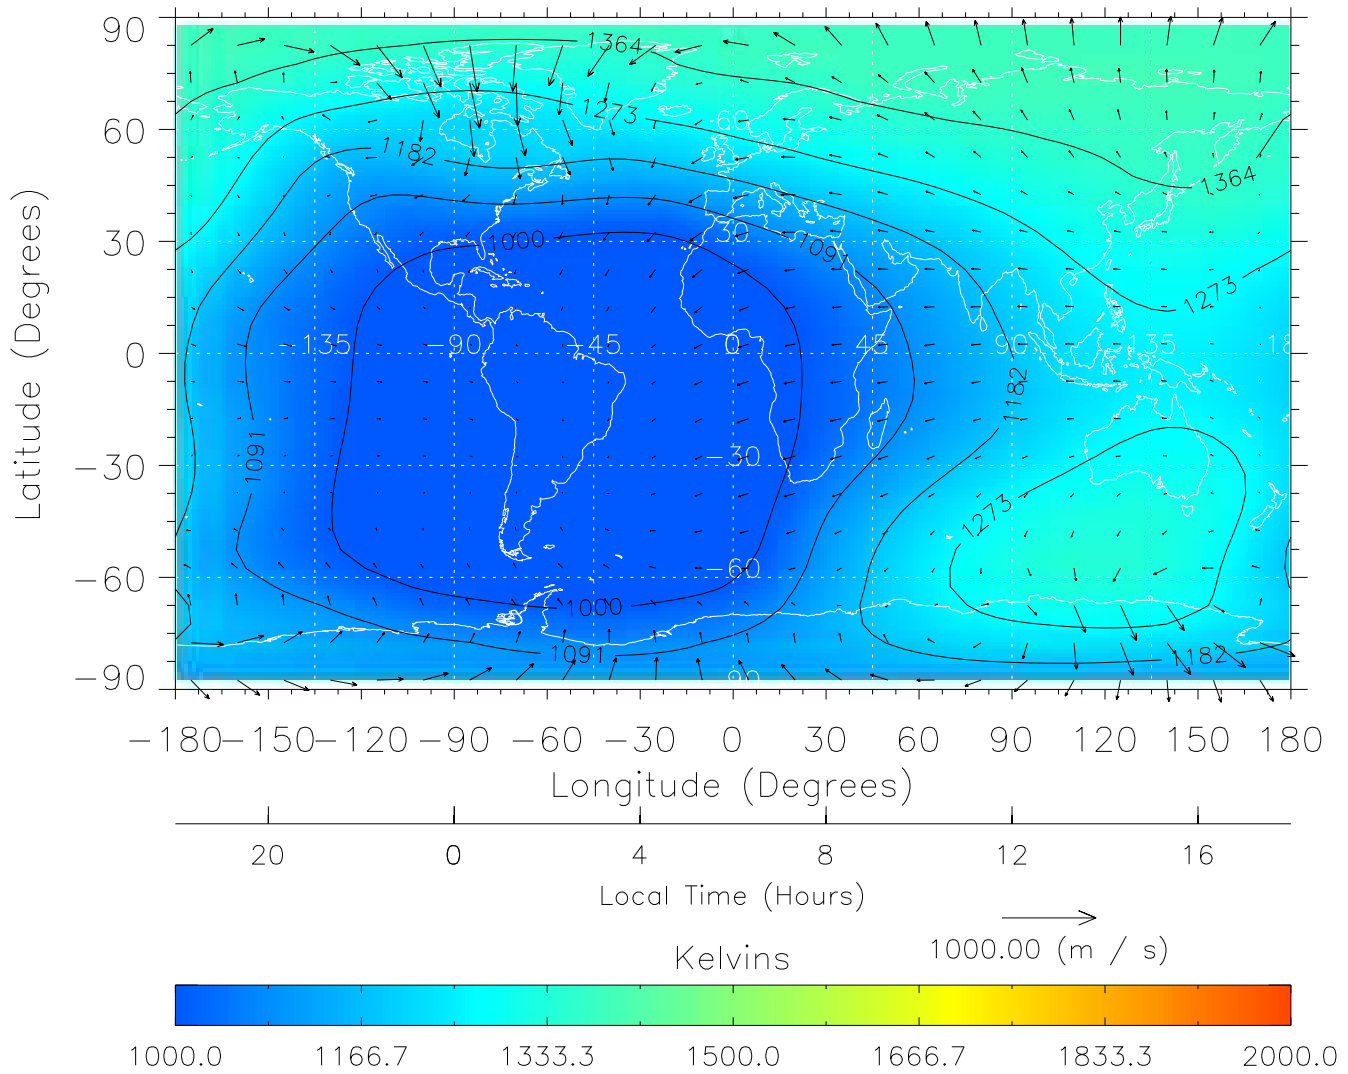 90
60
30
0
−30
−60
−90
Latitude (Degrees)
1364
1273
1182
1364
1000
1091
1273
1182
1091
1273
1000
1091
1182
60
30
−135 −90 −45 0 45 90 135 18
−30
−60
−180 −150 −120 −90 −60 −30 0 30 60 90 120 150 180
Longitude (Degrees)
20 0 4 8 12 16
Local Time (Hours)
1000.00 (m / s)
Kelvins
1000.0 1166.7 1333.3 1500.0 1666.7 1833.3 2000.0